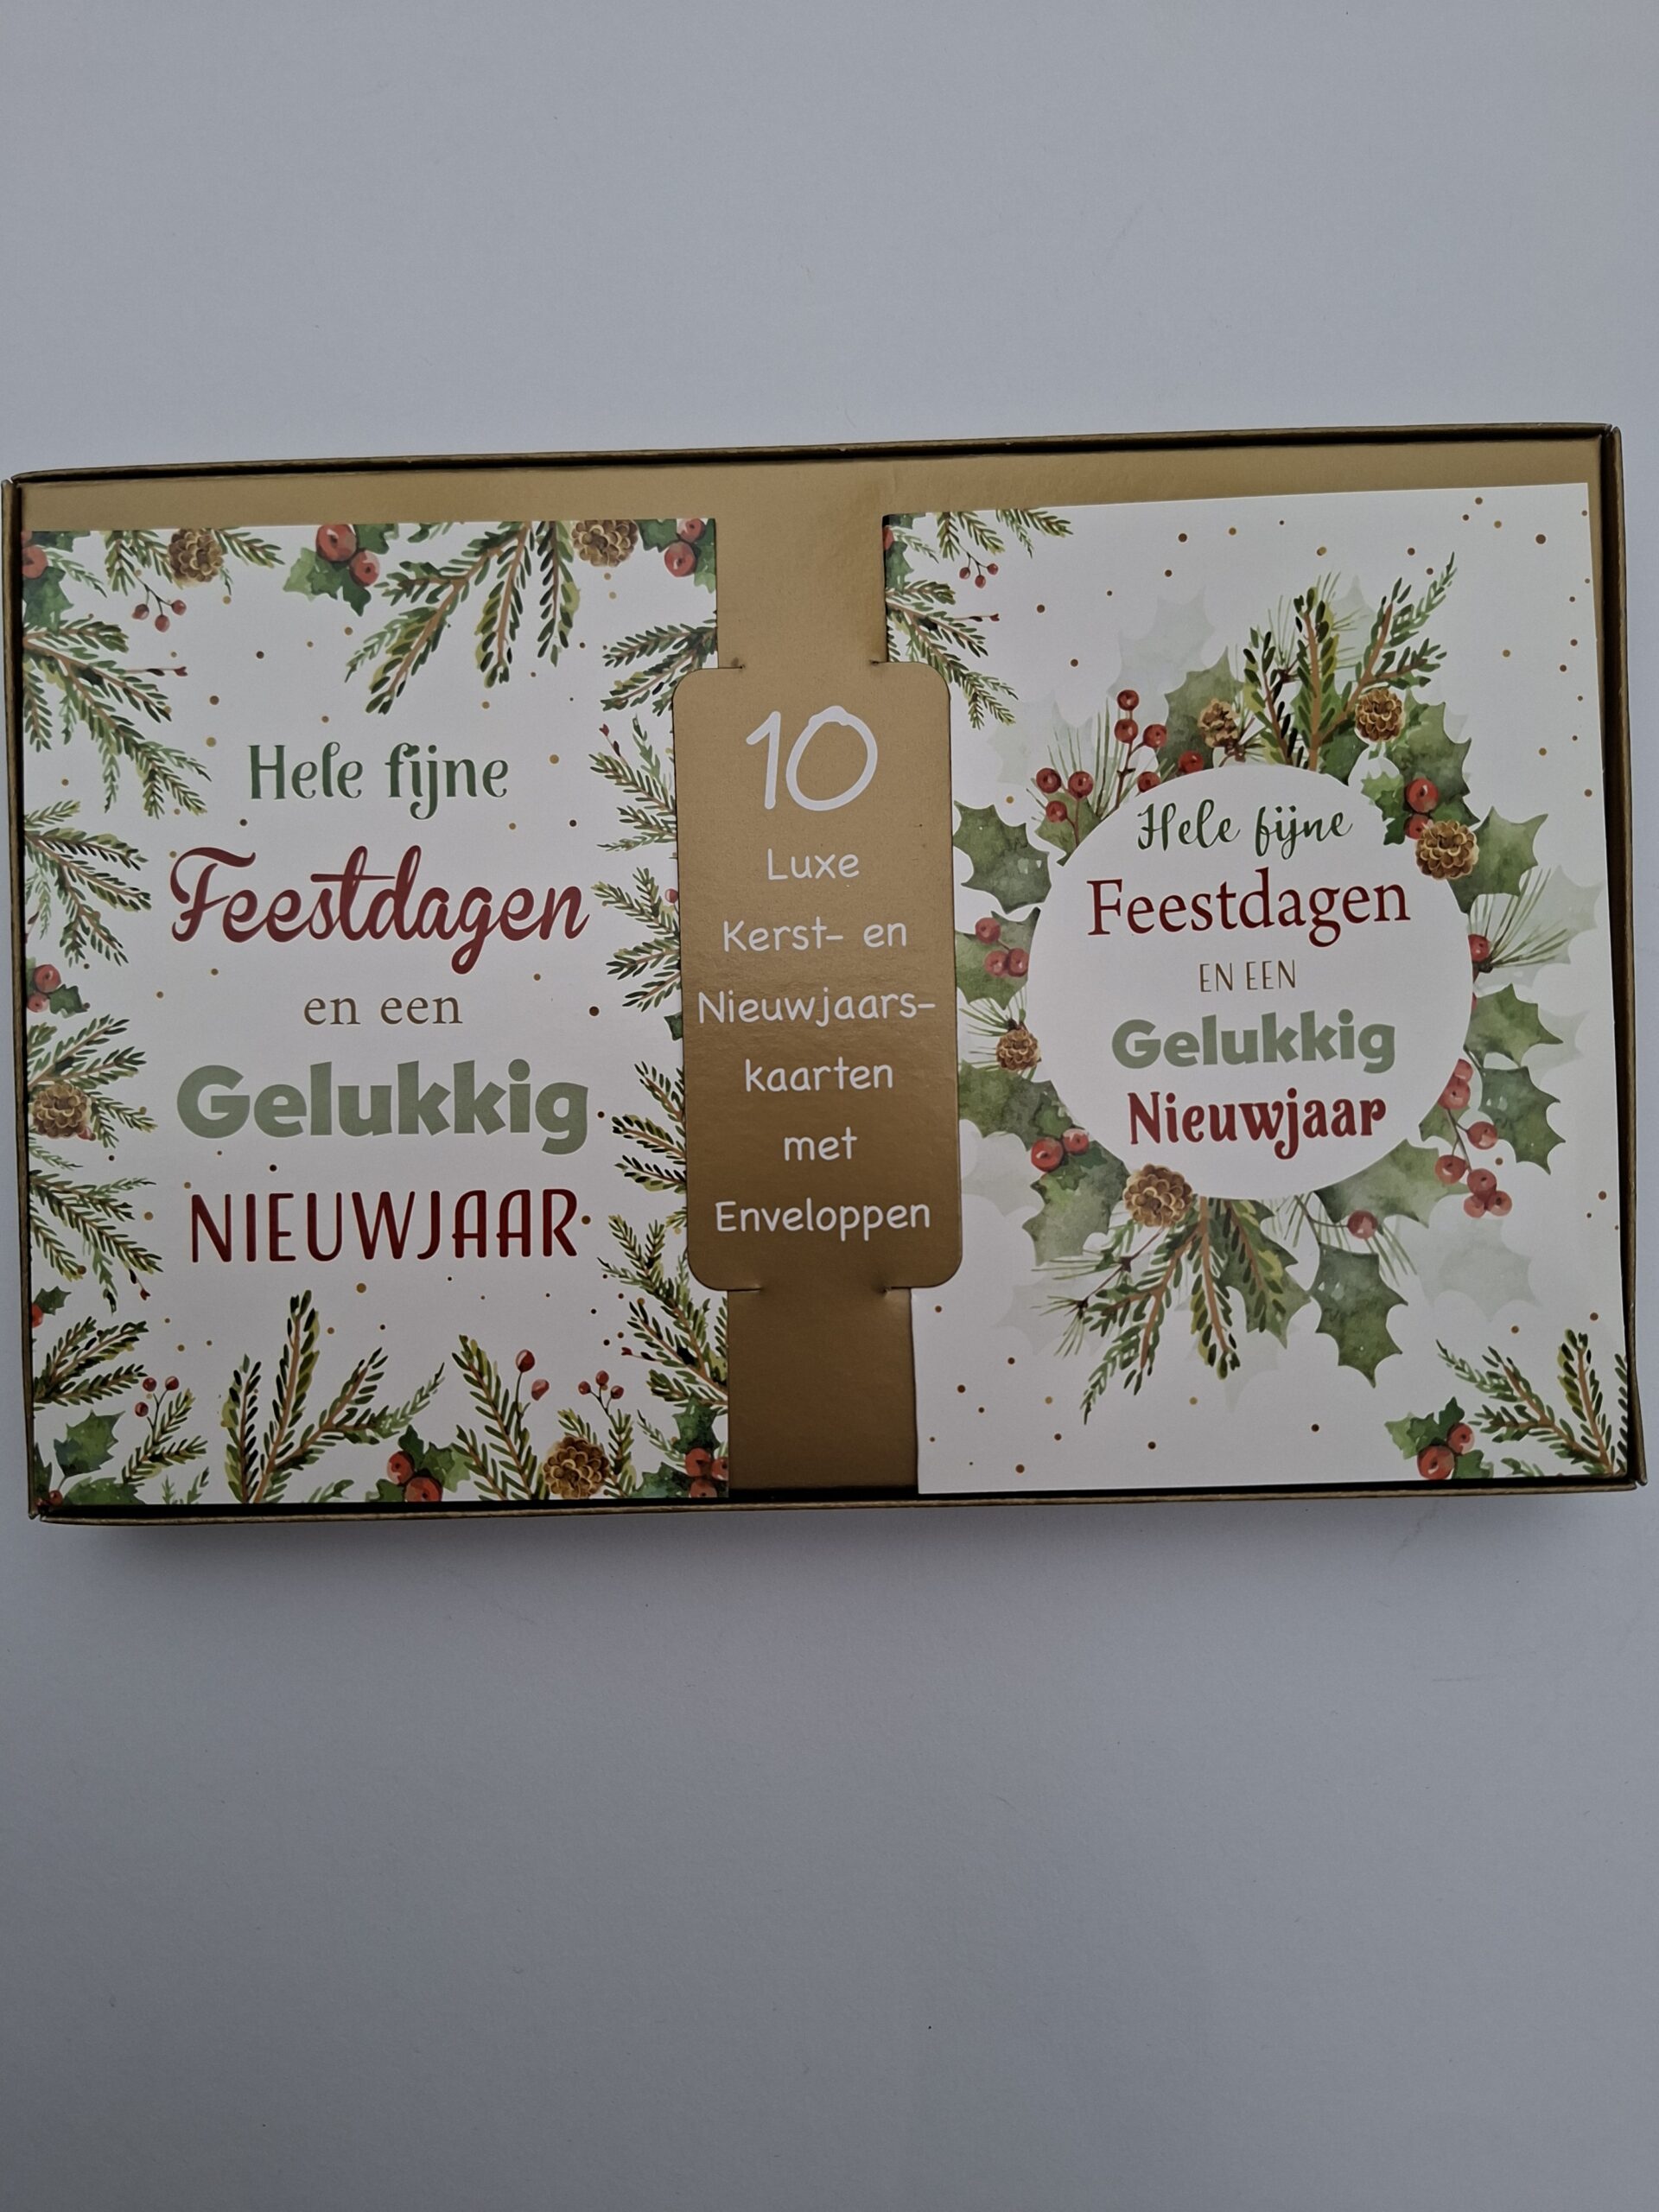 Hele fijne
Feestdagen
en een
Gelukkig
NIEUWJAAR
10
Luxe
Kerst- en
Nieuwjaars-
kaarten
met
Enveloppen
Hele fijne
Feestdagen
EN EEN
Gelukkig
Nieuwjaar